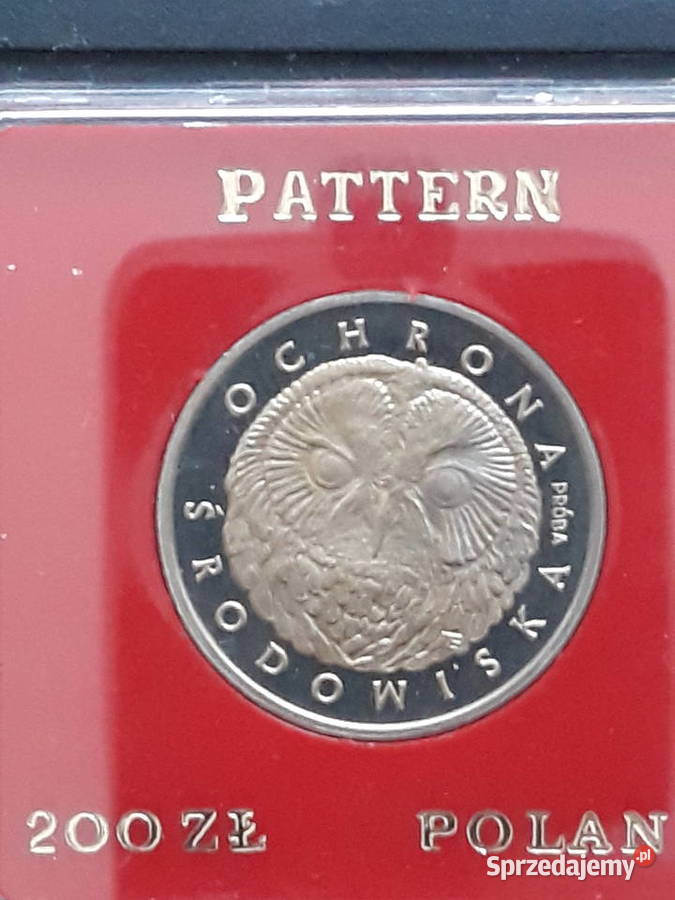 PATTERN
OCHRONA
ŚRODOWISKA
PRÓBA
200 ZŁ POLAN
Sprzedajemy.pl